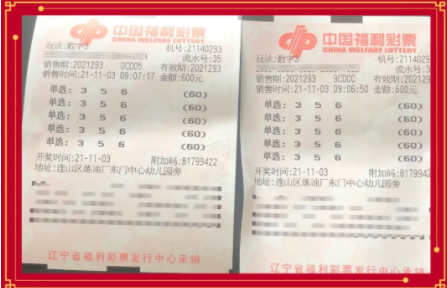 中国福利彩票
CHINA WELFARE LOTTERY
玩法:数字3
机号:21140293
流水号:35
销售期:2021293
0CDD5
有效期:2021293
销售时间:21-11-03 09:07:17 金额:600元
单选: 3 5 6 (60)
单选: 3 5 6 (60)
单选: 3 5 6 (60)
单选: 3 5 6 (60)
单选: 3 5 6 (60)
开奖时间:21-11-03 附加码:81799422
地址:连山区炼油厂东门中心幼儿园旁
辽宁省福利彩票发行中心承销
中国福利彩票
CHINA WELFARE LOTTERY
玩法:数字3
机号:21140293
流水号:35
销售期:2021293
9CD0C
有效期:2021293
销售时间:21-11-03 09:06:50 金额:600元
单选: 3 5 6 (60)
单选: 3 5 6 (60)
单选: 3 5 6 (60)
单选: 3 5 6 (60)
单选: 3 5 6 (60)
开奖时间:21-11-03 附加码:81799422
地址:连山区炼油厂东门中心幼儿园旁
辽宁省福利彩票发行中心承销